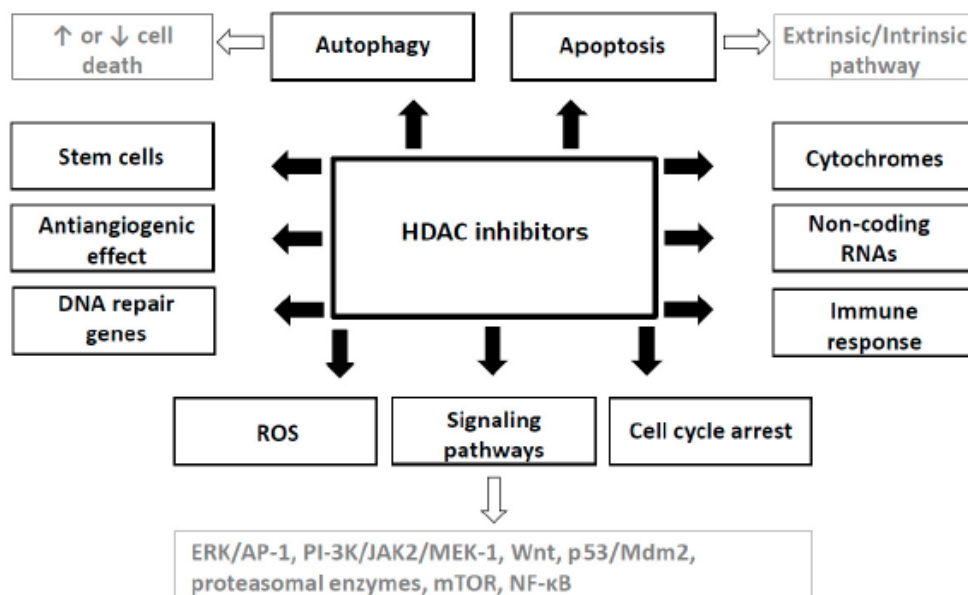 ↑ or ↓ cell
death
Autophagy
Apoptosis
Extrinsic/Intrinsic
pathway
Stem cells
Cytochromes
Antiangiogenic
effect
HDAC inhibitors
Non-coding
RNAs
DNA repair
genes
Immune
response
ROS
Signaling
pathways
Cell cycle arrest
ERK/AP-1, PI-3K/JAK2/MEK-1, Wnt, p53/Mdm2,
proteasomal enzymes, mTOR, NF-κB